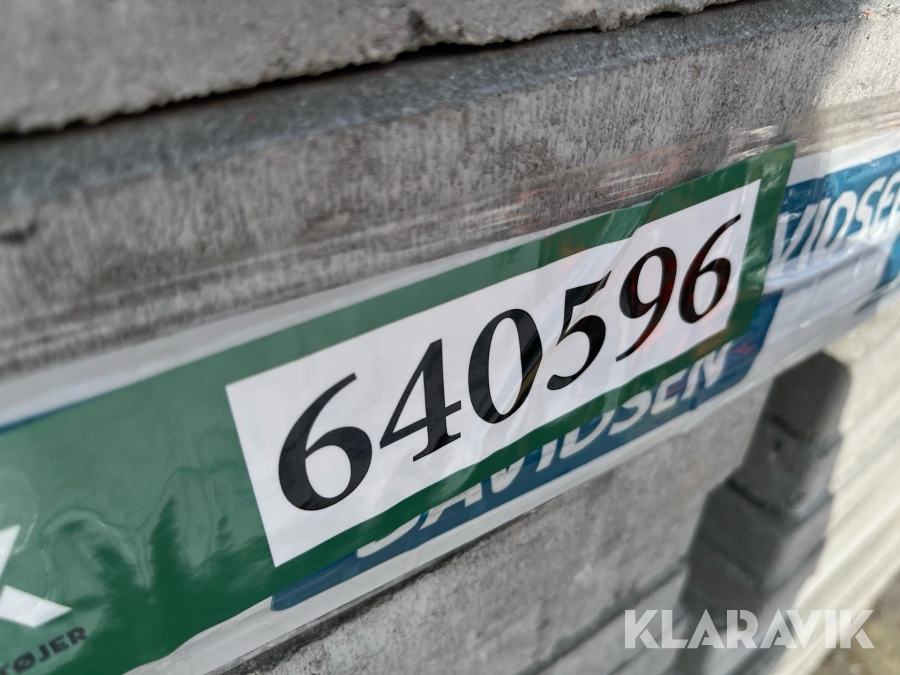 VIDSEN
640596
DAVIDSEN
TØJER
KLARAVIK